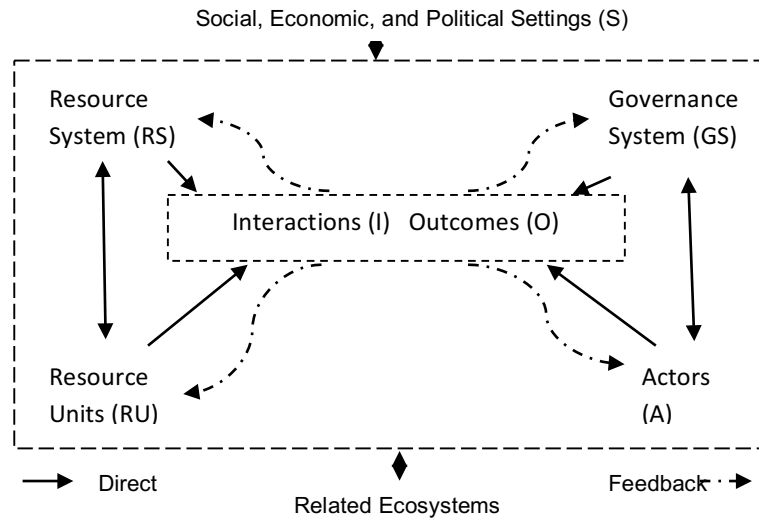 Social, Economic, and Political Settings (S)
Resource
System (RS)
Governance
System (GS)
Interactions (I) Outcomes (O)
Resource
Units (RU)
Actors
(A)
Direct
Feedback
Related Ecosystems